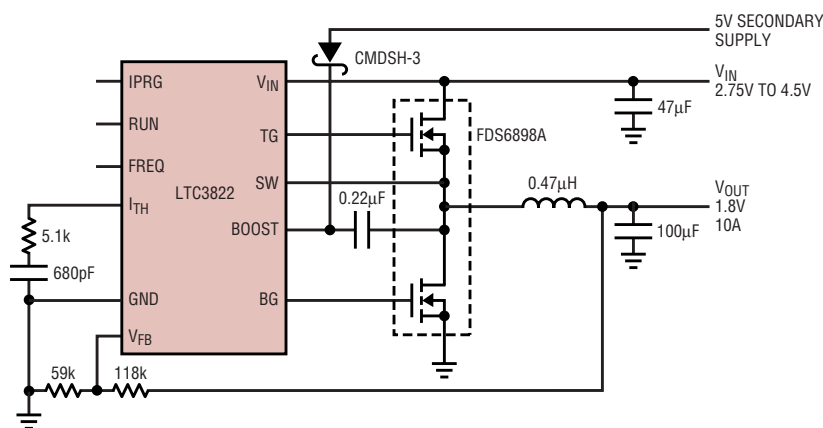 5V SECONDARY
SUPPLY
CMDSH-3
IPRG
VIN
VIN
2.75V TO 4.5V
47µF
RUN
TG
FDS6898A
FREQ
LTC3822
SW
0.22µF
0.47µH
VOUT
1.8V
10A
ITH
BOOST
100µF
5.1k
680pF
GND
BG
VFB
59k
118k